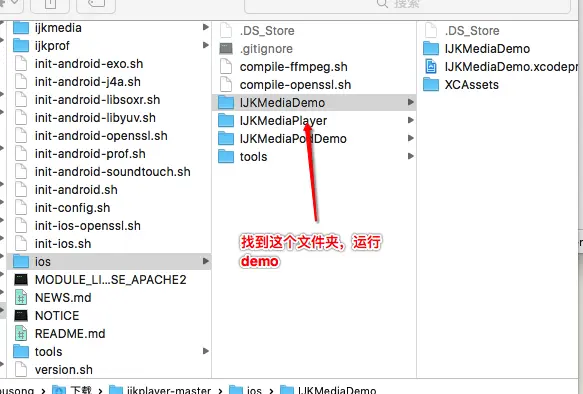 搜索
ijkmedia
ijkprof
init-android-exo.sh
init-android-j4a.sh
init-android-libsoxr.sh
init-android-libyuv.sh
init-android-openssl.sh
init-android-prof.sh
init-android-soundtouch.sh
init-android.sh
init-config.sh
init-ios-openssl.sh
init-ios.sh
ios
MODULE_LI...SE_APACHE2
NEWS.md
NOTICE
README.md
tools
version.sh
.DS_Store
.gitignore
compile-ffmpeg.sh
compile-openssl.sh
IJKMediaDemo
IJKMediaPlayer
IJKMediaPodDemo
tools
找到这个文件夹，运行
demo
.DS_Store
IJKMediaDemo
IJKMediaDemo.xcodepr
XCAssets
ousong › 下载 › ijkplayer-master › ios › IJKMediaDemo